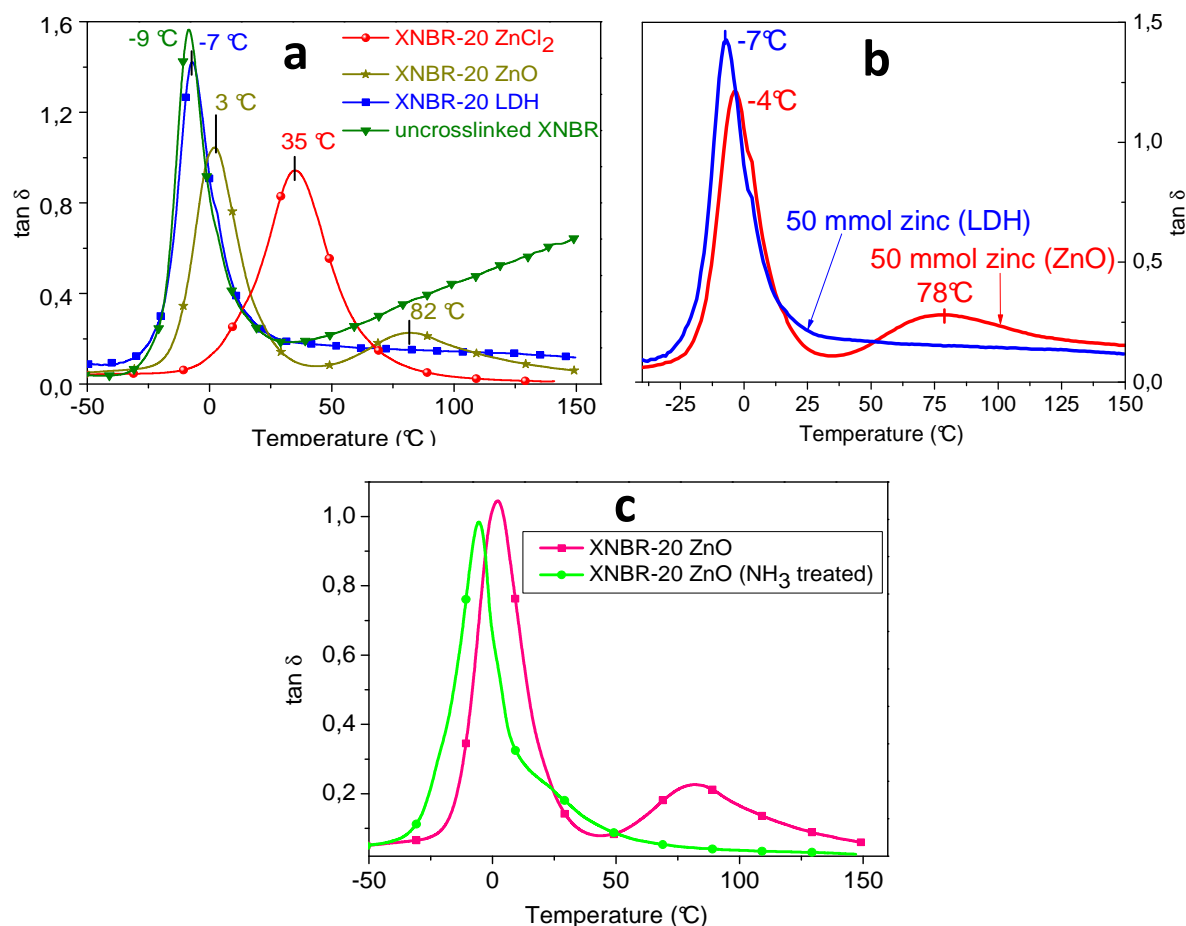 a
1,6
1,2
0,8
0,4
0,0
tan δ
-9 °C
-7 °C
3 °C
35 °C
82 °C
XNBR-20 ZnCl2
XNBR-20 ZnO
XNBR-20 LDH
uncrosslinked XNBR
-50
0
50
100
150
Temperature (°C)
b
-7°C
-4°C
50 mmol zinc (LDH)
50 mmol zinc (ZnO)
78°C
1,5
1,0
0,5
0,0
tan δ
-25
0
25
50
75
100
125
150
Temperature (°C)
c
1,0
0,8
0,6
0,4
0,2
tan δ
XNBR-20 ZnO
XNBR-20 ZnO (NH3 treated)
-50
0
50
100
150
Temperature (°C)